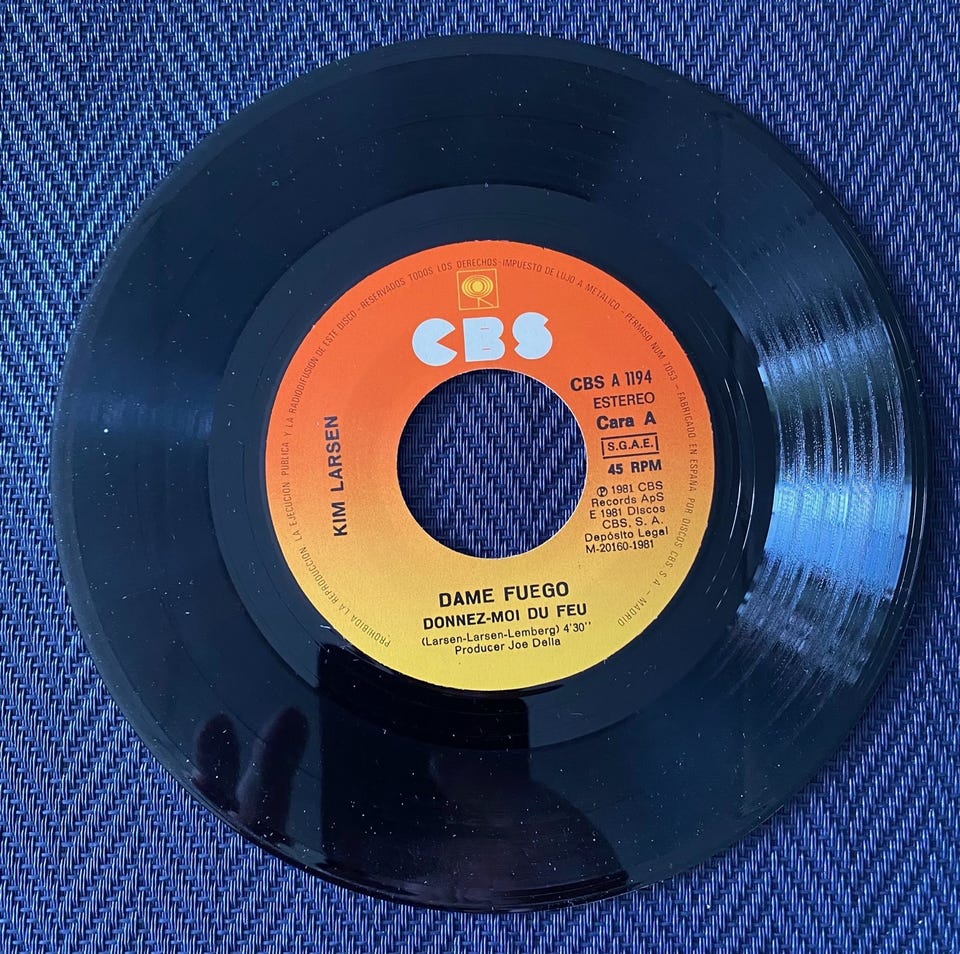 PROHIBIDA LA REPRODUCCION LA EJECUCION PUBLICA Y LA RADIODIFUSION DE ESTE DISCO - RESERVADOS TODOS LOS DERECHOS - IMPUESTO DE LUJO A METALICO - PERMISO NUM 7053 - FABRICADO EN ESPAÑA POR DISCOS CBS S A - MADRID
CBS
CBS A 1194
ESTEREO
Cara A
S.G.A.E.
45 RPM
℗ 1981 CBS
Records ApS
E 1981 Discos
CBS, S. A.
Depósito Legal
M-20160-1981
KIM LARSEN
DAME FUEGO
DONNEZ-MOI DU FEU
(Larsen-Larsen-Lemberg) 4'30''
Producer Joe Della